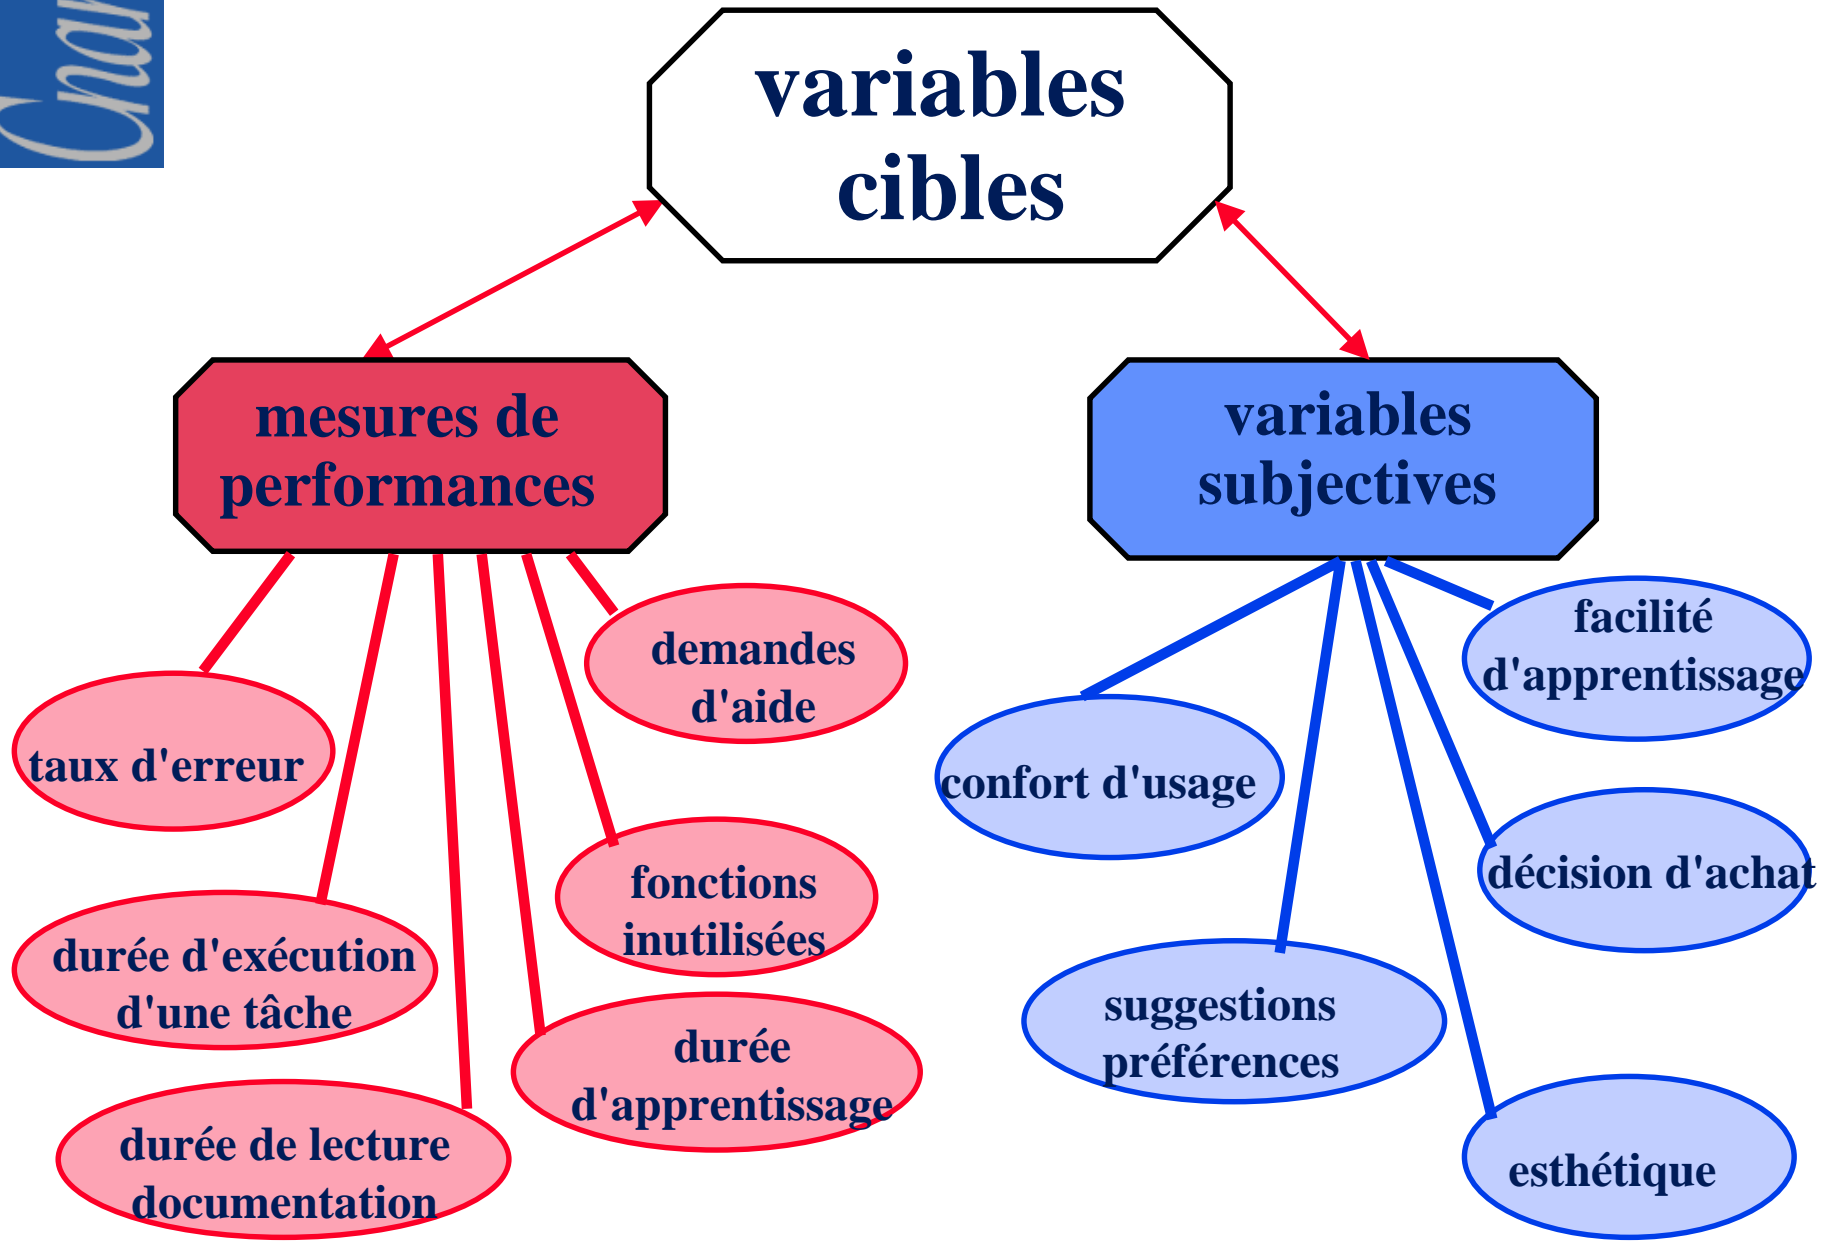 Cnam
variables
cibles
mesures de
performances
variables
subjectives
taux d'erreur
demandes
d'aide
durée d'exécution
d'une tâche
fonctions
inutilisées
durée de lecture
documentation
durée
d'apprentissage
confort d'usage
facilité
d'apprentissage
décision d'achat
suggestions
préférences
esthétique